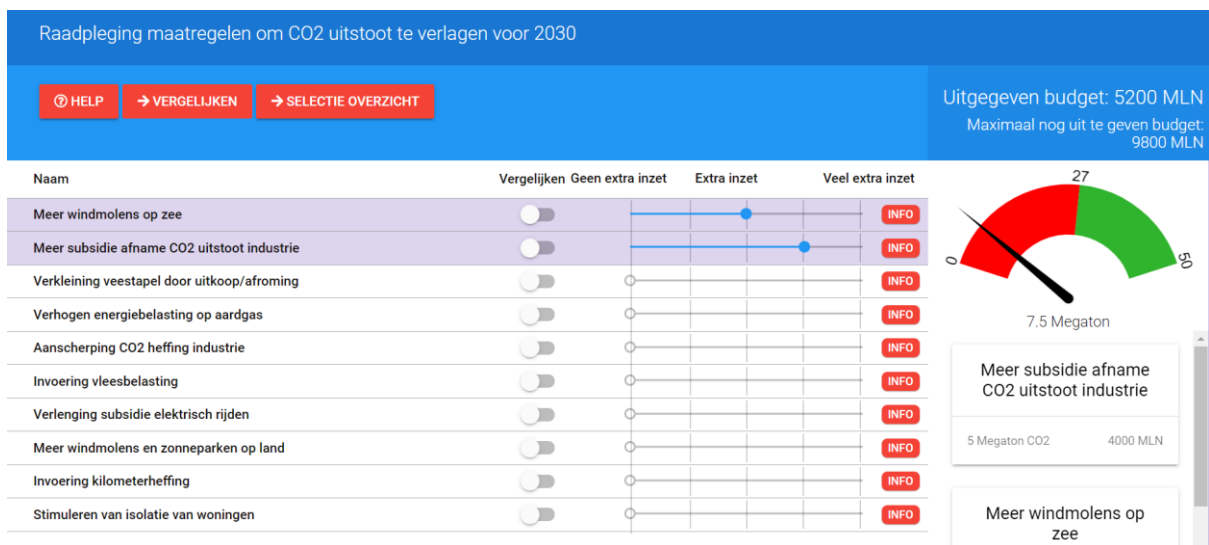 Raadpleging maatregelen om CO2 uitstoot te verlagen voor 2030
HELP
VERGELIJKEN
SELECTIE OVERZICHT
Uitgegeven budget: 5200 MLN
Maximaal nog uit te geven budget:
9800 MLN
Naam Vergelijken Geen extra inzet Extra inzet Veel extra inzet
Meer windmolens op zee INFO
Meer subsidie afname CO2 uitstoot industrie INFO
Verkleining veestapel door uitkoop/afroming INFO
Verhogen energiebelasting op aardgas INFO
Aanscherping CO2 heffing industrie INFO
Invoering vleesbelasting INFO
Verlenging subsidie elektrisch rijden INFO
Meer windmolens en zonneparken op land INFO
Invoering kilometerheffing INFO
Stimuleren van isolatie van woningen INFO
27
0
50
7.5 Megaton
Meer subsidie afname
CO2 uitstoot industrie
5 Megaton CO2 4000 MLN
Meer windmolens op
zee